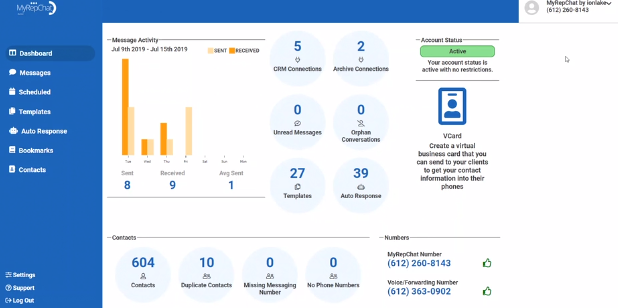 MyRepChat
MyRepChat by ionlake
(612) 260-8143
Dashboard
Messages
Scheduled
Templates
Auto Response
Bookmarks
Contacts
Settings
Support
Log Out
Message Activity
Jul 9th 2019 - Jul 15th 2019
SENT
RECEIVED
Tue Wed Thu Fri Sat Sun Mon
Sent Received Avg Sent
8 9 1
5
CRM Connections
2
Archive Connections
0
Unread Messages
0
Orphan
Conversations
27
Templates
39
Auto Response
Account Status
Active
Your account status is
active with no restrictions.
VCard
Create a virtual
business card that you
can send to your clients
to get your contact
information into their
phones
Contacts
604
Contacts
10
Duplicate Contacts
0
Missing Messaging
Number
0
No Phone Numbers
Numbers
MyRepChat Number
(612) 260-8143
Voice/Forwarding Number
(612) 363-0902